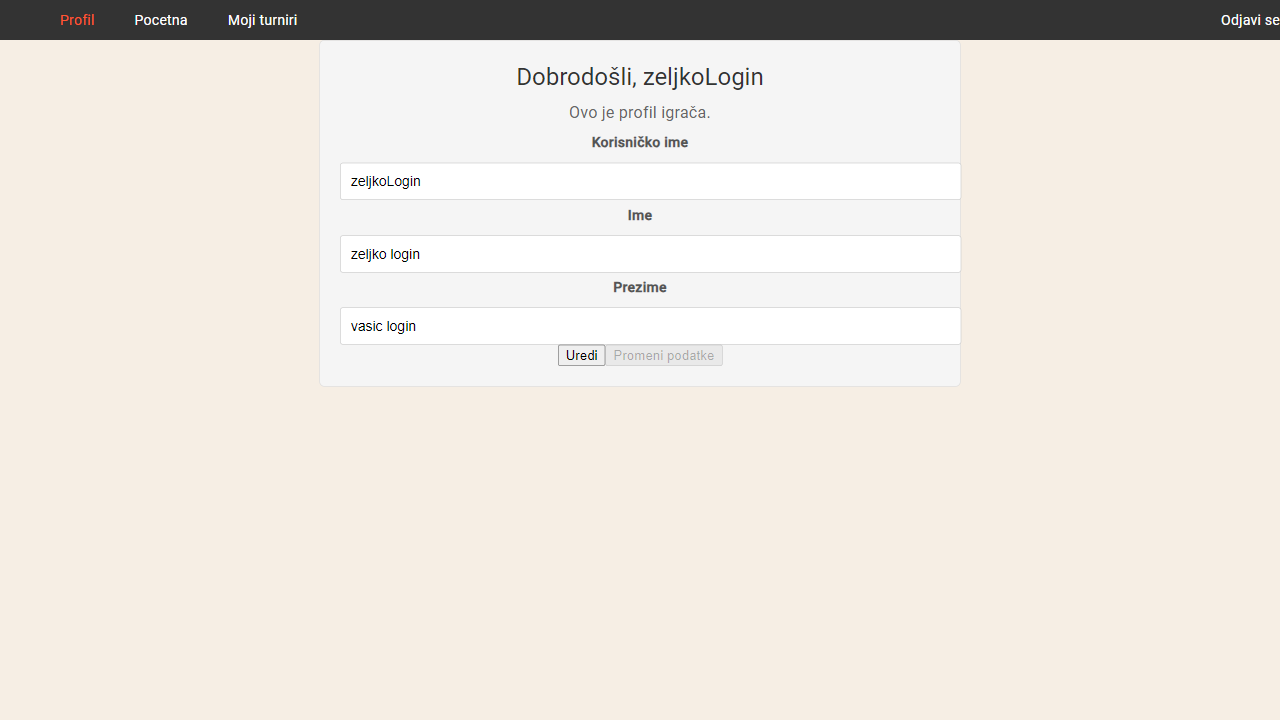 Profil Pocetna Moji turniri Odjavi se
Dobrodošli, zeljkoLogin
Ovo je profil igrača.
Korisničko ime
zeljkoLogin
Ime
zeljko login
Prezime
vasic login
Uredi Promeni podatke